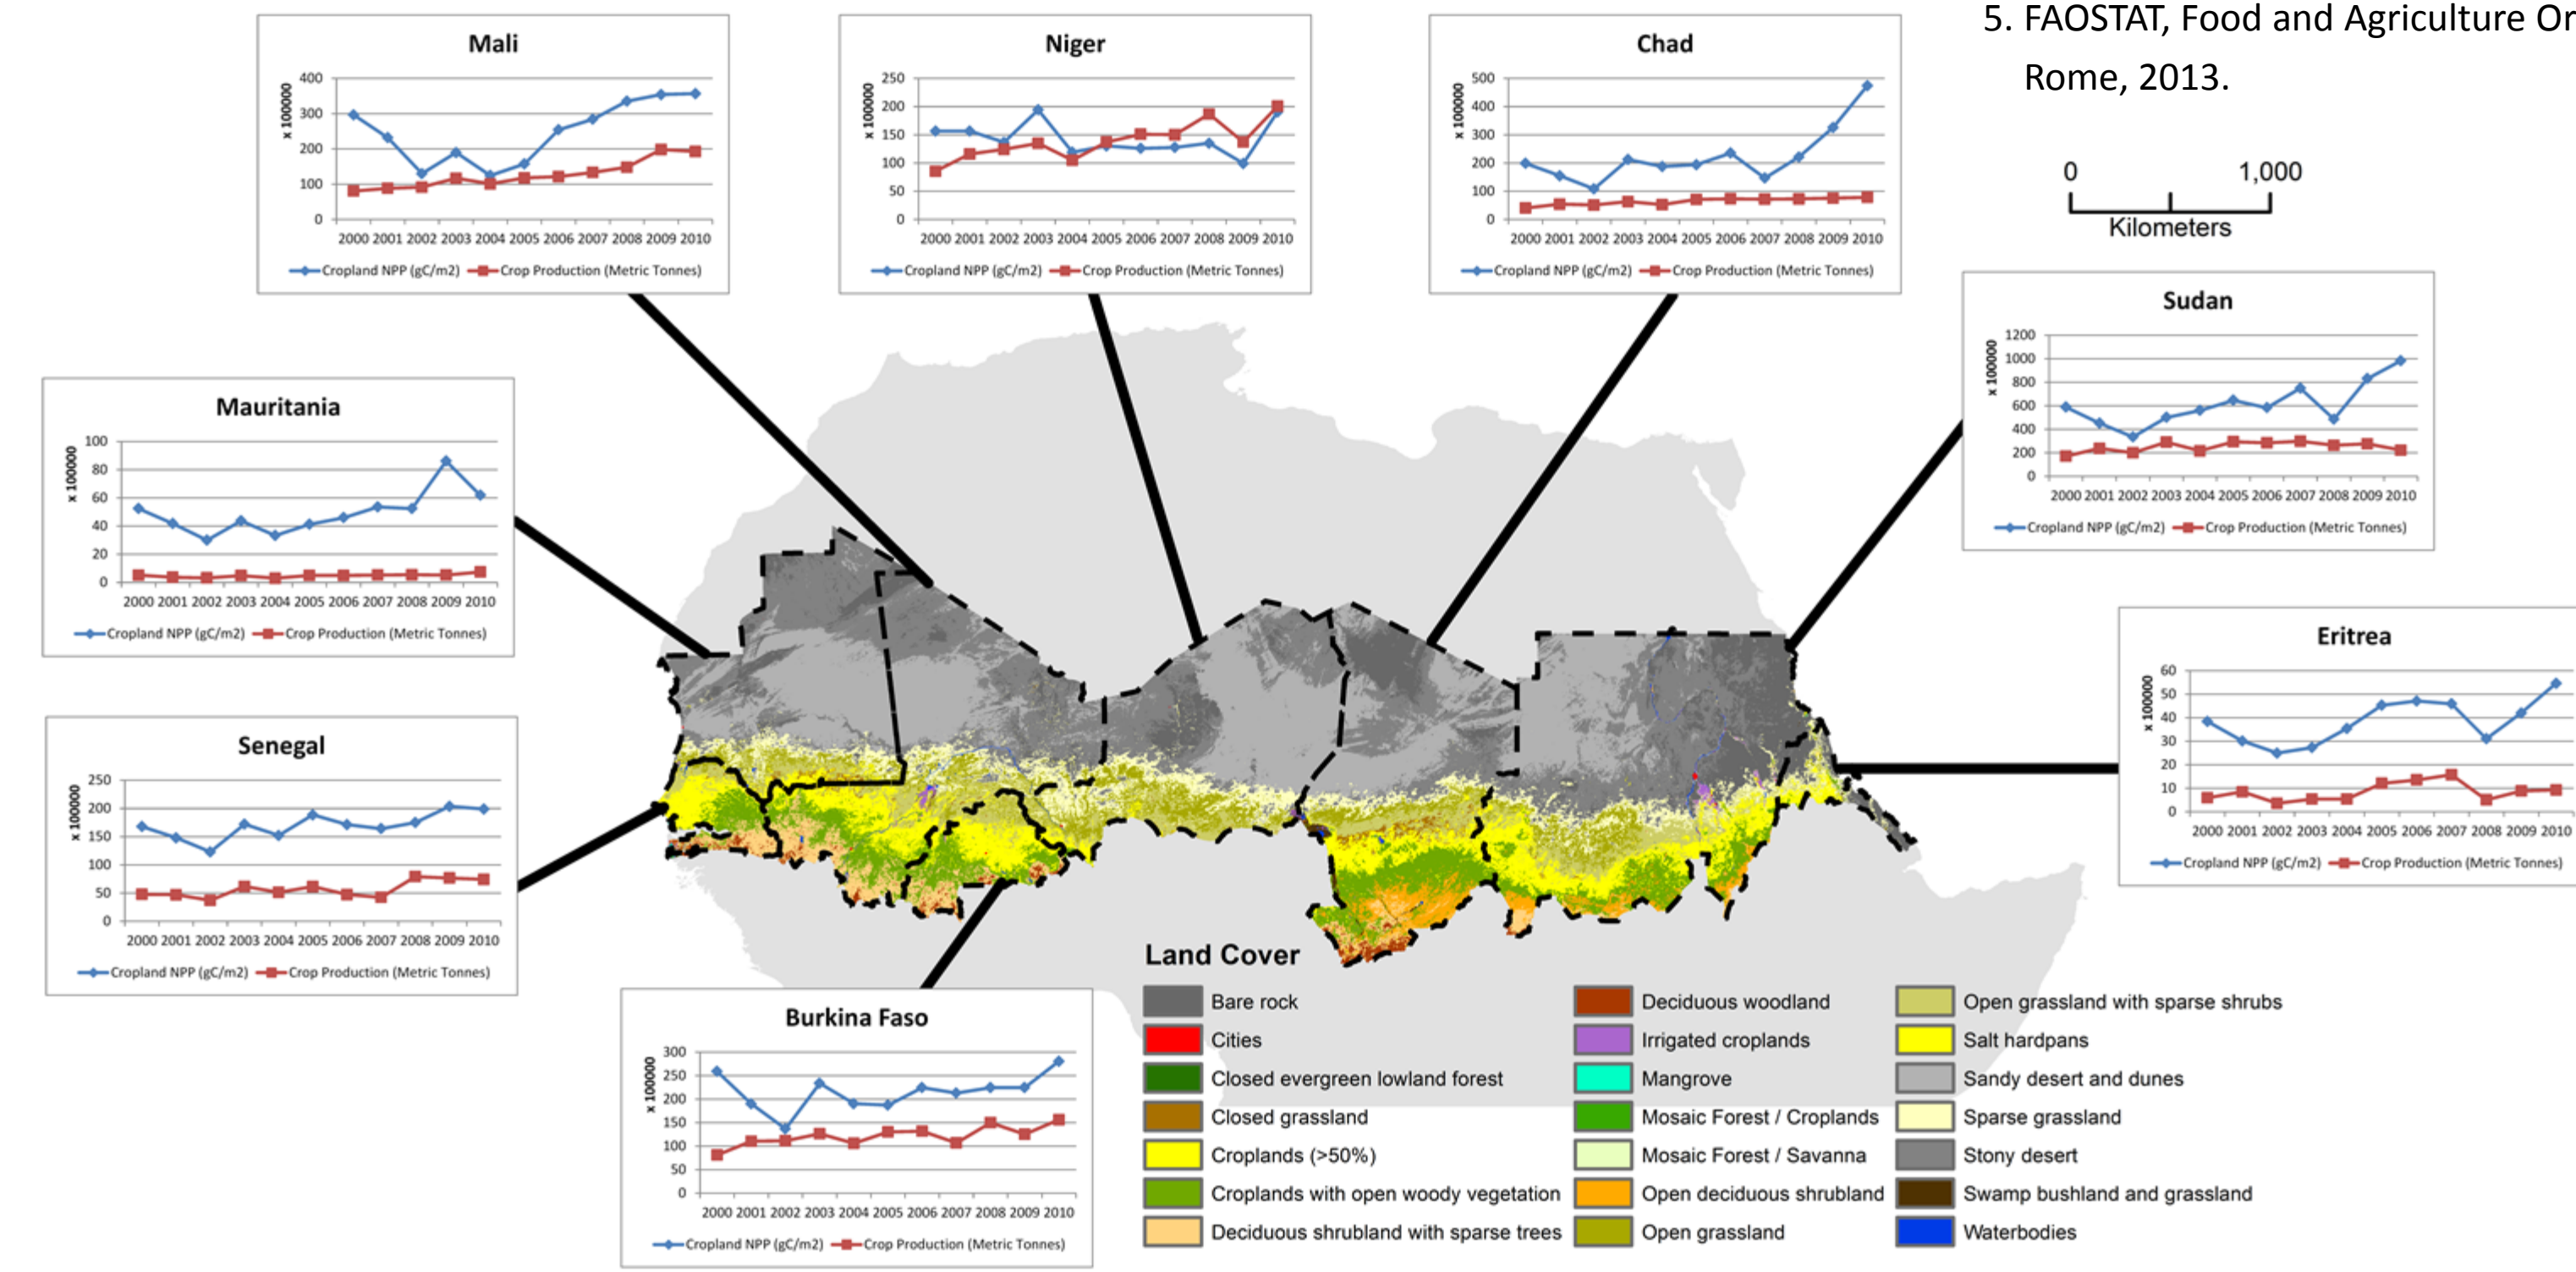 5. FAOSTAT, Food and Agriculture Or
Rome, 2013.
0 1,000
Kilometers
Mali
x 100000
400
300
200
100
0
2000 2001 2002 2003 2004 2005 2006 2007 2008 2009 2010
Cropland NPP (gC/m2) Crop Production (Metric Tonnes)
Niger
x 100000
250
200
150
100
50
0
2000 2001 2002 2003 2004 2005 2006 2007 2008 2009 2010
Cropland NPP (gC/m2) Crop Production (Metric Tonnes)
Chad
x 100000
500
400
300
200
100
0
2000 2001 2002 2003 2004 2005 2006 2007 2008 2009 2010
Cropland NPP (gC/m2) Crop Production (Metric Tonnes)
Sudan
x 100000
1200
1000
800
600
400
200
0
2000 2001 2002 2003 2004 2005 2006 2007 2008 2009 2010
Cropland NPP (gC/m2) Crop Production (Metric Tonnes)
Mauritania
x 100000
100
80
60
40
20
0
2000 2001 2002 2003 2004 2005 2006 2007 2008 2009 2010
Cropland NPP (gC/m2) Crop Production (Metric Tonnes)
Eritrea
x 100000
60
50
40
30
20
10
0
2000 2001 2002 2003 2004 2005 2006 2007 2008 2009 2010
Cropland NPP (gC/m2) Crop Production (Metric Tonnes)
Senegal
x 100000
250
200
150
100
50
0
2000 2001 2002 2003 2004 2005 2006 2007 2008 2009 2010
Cropland NPP (gC/m2) Crop Production (Metric Tonnes)
Burkina Faso
x 100000
300
250
200
150
100
50
0
2000 2001 2002 2003 2004 2005 2006 2007 2008 2009 2010
Cropland NPP (gC/m2) Crop Production (Metric Tonnes)
Land Cover
Bare rock
Cities
Closed evergreen lowland forest
Closed grassland
Croplands (>50%)
Croplands with open woody vegetation
Deciduous shrubland with sparse trees
Deciduous woodland
Irrigated croplands
Mangrove
Mosaic Forest / Croplands
Mosaic Forest / Savanna
Open deciduous shrubland
Open grassland
Open grassland with sparse shrubs
Salt hardpans
Sandy desert and dunes
Sparse grassland
Stony desert
Swamp bushland and grassland
Waterbodies